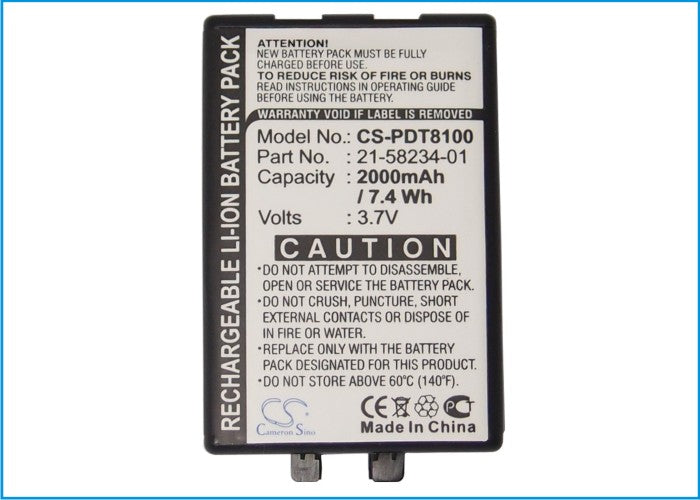 RECHARGEABLE LI-ION BATTERY PACK
ATTENTION!
NEW BATTERY PACK MUST BE FULLY
CHARGED BEFORE USE.
TO REDUCE RISK OF FIRE OR BURNS
READ INSTRUCTIONS IN OPERATING GUIDE
BEFORE USING THE BATTERY.
WARRANTY VOID IF LABEL IS REMOVED
Model No.: CS-PDT8100
Part No. : 21-58234-01
Capacity : 2000mAh
/ 7.4 Wh
Volts : 3.7V
CAUTION
•DO NOT ATTEMPT TO DISASSEMBLE,
OPEN OR SERVICE THE BATTERY PACK.
•DO NOT CRUSH, PUNCTURE, SHORT
EXTERNAL CONTACTS OR DISPOSE OF
IN FIRE OR WATER.
•REPLACE ONLY WITH THE BATTERY
PACK DESIGNATED FOR THE PRODUCT.
•DO NOT STORE ABOVE 60℃ (140℉)
CS
Cameron Sino
CE
Made In China